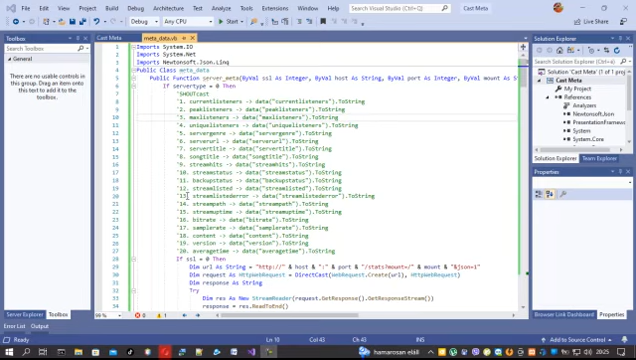 File Edit View Git Project Build Debug Test Analyze Tools Extensions Window Help
Search Visual Studio
Cast Meta
Debug
Any CPU
Start
Live Share
Toolbox
Search Toolbox
General
There are no usable controls in
this group. Drag an item onto
this text to add it to the
toolbox.
Server Explorer
Toolbox
Cast Meta
meta_data.vb
Imports System.IO
Imports System.Net
Imports Newtonsoft.Json.Linq
Public Class meta_data
Public Function server_meta(ByVal ssl As Integer, ByVal host As String, ByVal port As Integer, ByVal mount As S
If servertype = 0 Then
'SHOUTcast
'1. currentlisteners -> data("currentlisteners").ToString
'2. peaklisteners -> data("peaklisteners").ToString
'3. maxlisteners -> data("maxlisteners").ToString
'4. uniquelisteners -> data("uniquelisteners").ToString
'5. servergenre -> data("servergenre").ToString
'6. serverurl -> data("serverurl").ToString
'7. servertitle -> data("servertitle").ToString
'8. songtitle -> data("songtitle").ToString
'9. streamhits -> data("streamhits").ToString
'10. streamstatus -> data("streamstatus").ToString
'11. backupstatus -> data("backupstatus").ToString
'12. streamlisted -> data("streamlisted").ToString
'13. streamlistederror -> data("streamlistederror").ToString
'14. streampath -> data("streampath").ToString
'15. streamuptime -> data("streamuptime").ToString
'16. bitrate -> data("bitrate").ToString
'17. samplerate -> data("samplerate").ToString
'18. content -> data("content").ToString
'19. version -> data("version").ToString
'20. averagetime -> data("averagetime").ToString
If ssl = 0 Then
Dim url As String = "http://" & host & ":" & port & "/stats?mount=/" & mount & "&json=1"
Dim request As HttpWebRequest = DirectCast(WebRequest.Create(url), HttpWebRequest)
Dim response As String
Try
Dim res As New StreamReader(request.GetResponse().GetResponseStream())
response = res.ReadToEnd()
Solution Explorer
Search Solution Explorer
Cast Meta
My Project
References
Analyzers
Newtonsoft.Json
PresentationFramew
System
System.Core
Solution Explorer
Team Explorer
Properties
Properties
Error List
Output
Ready
Ln 10
Col 43
Ch 43
Add to Source Control
20:25